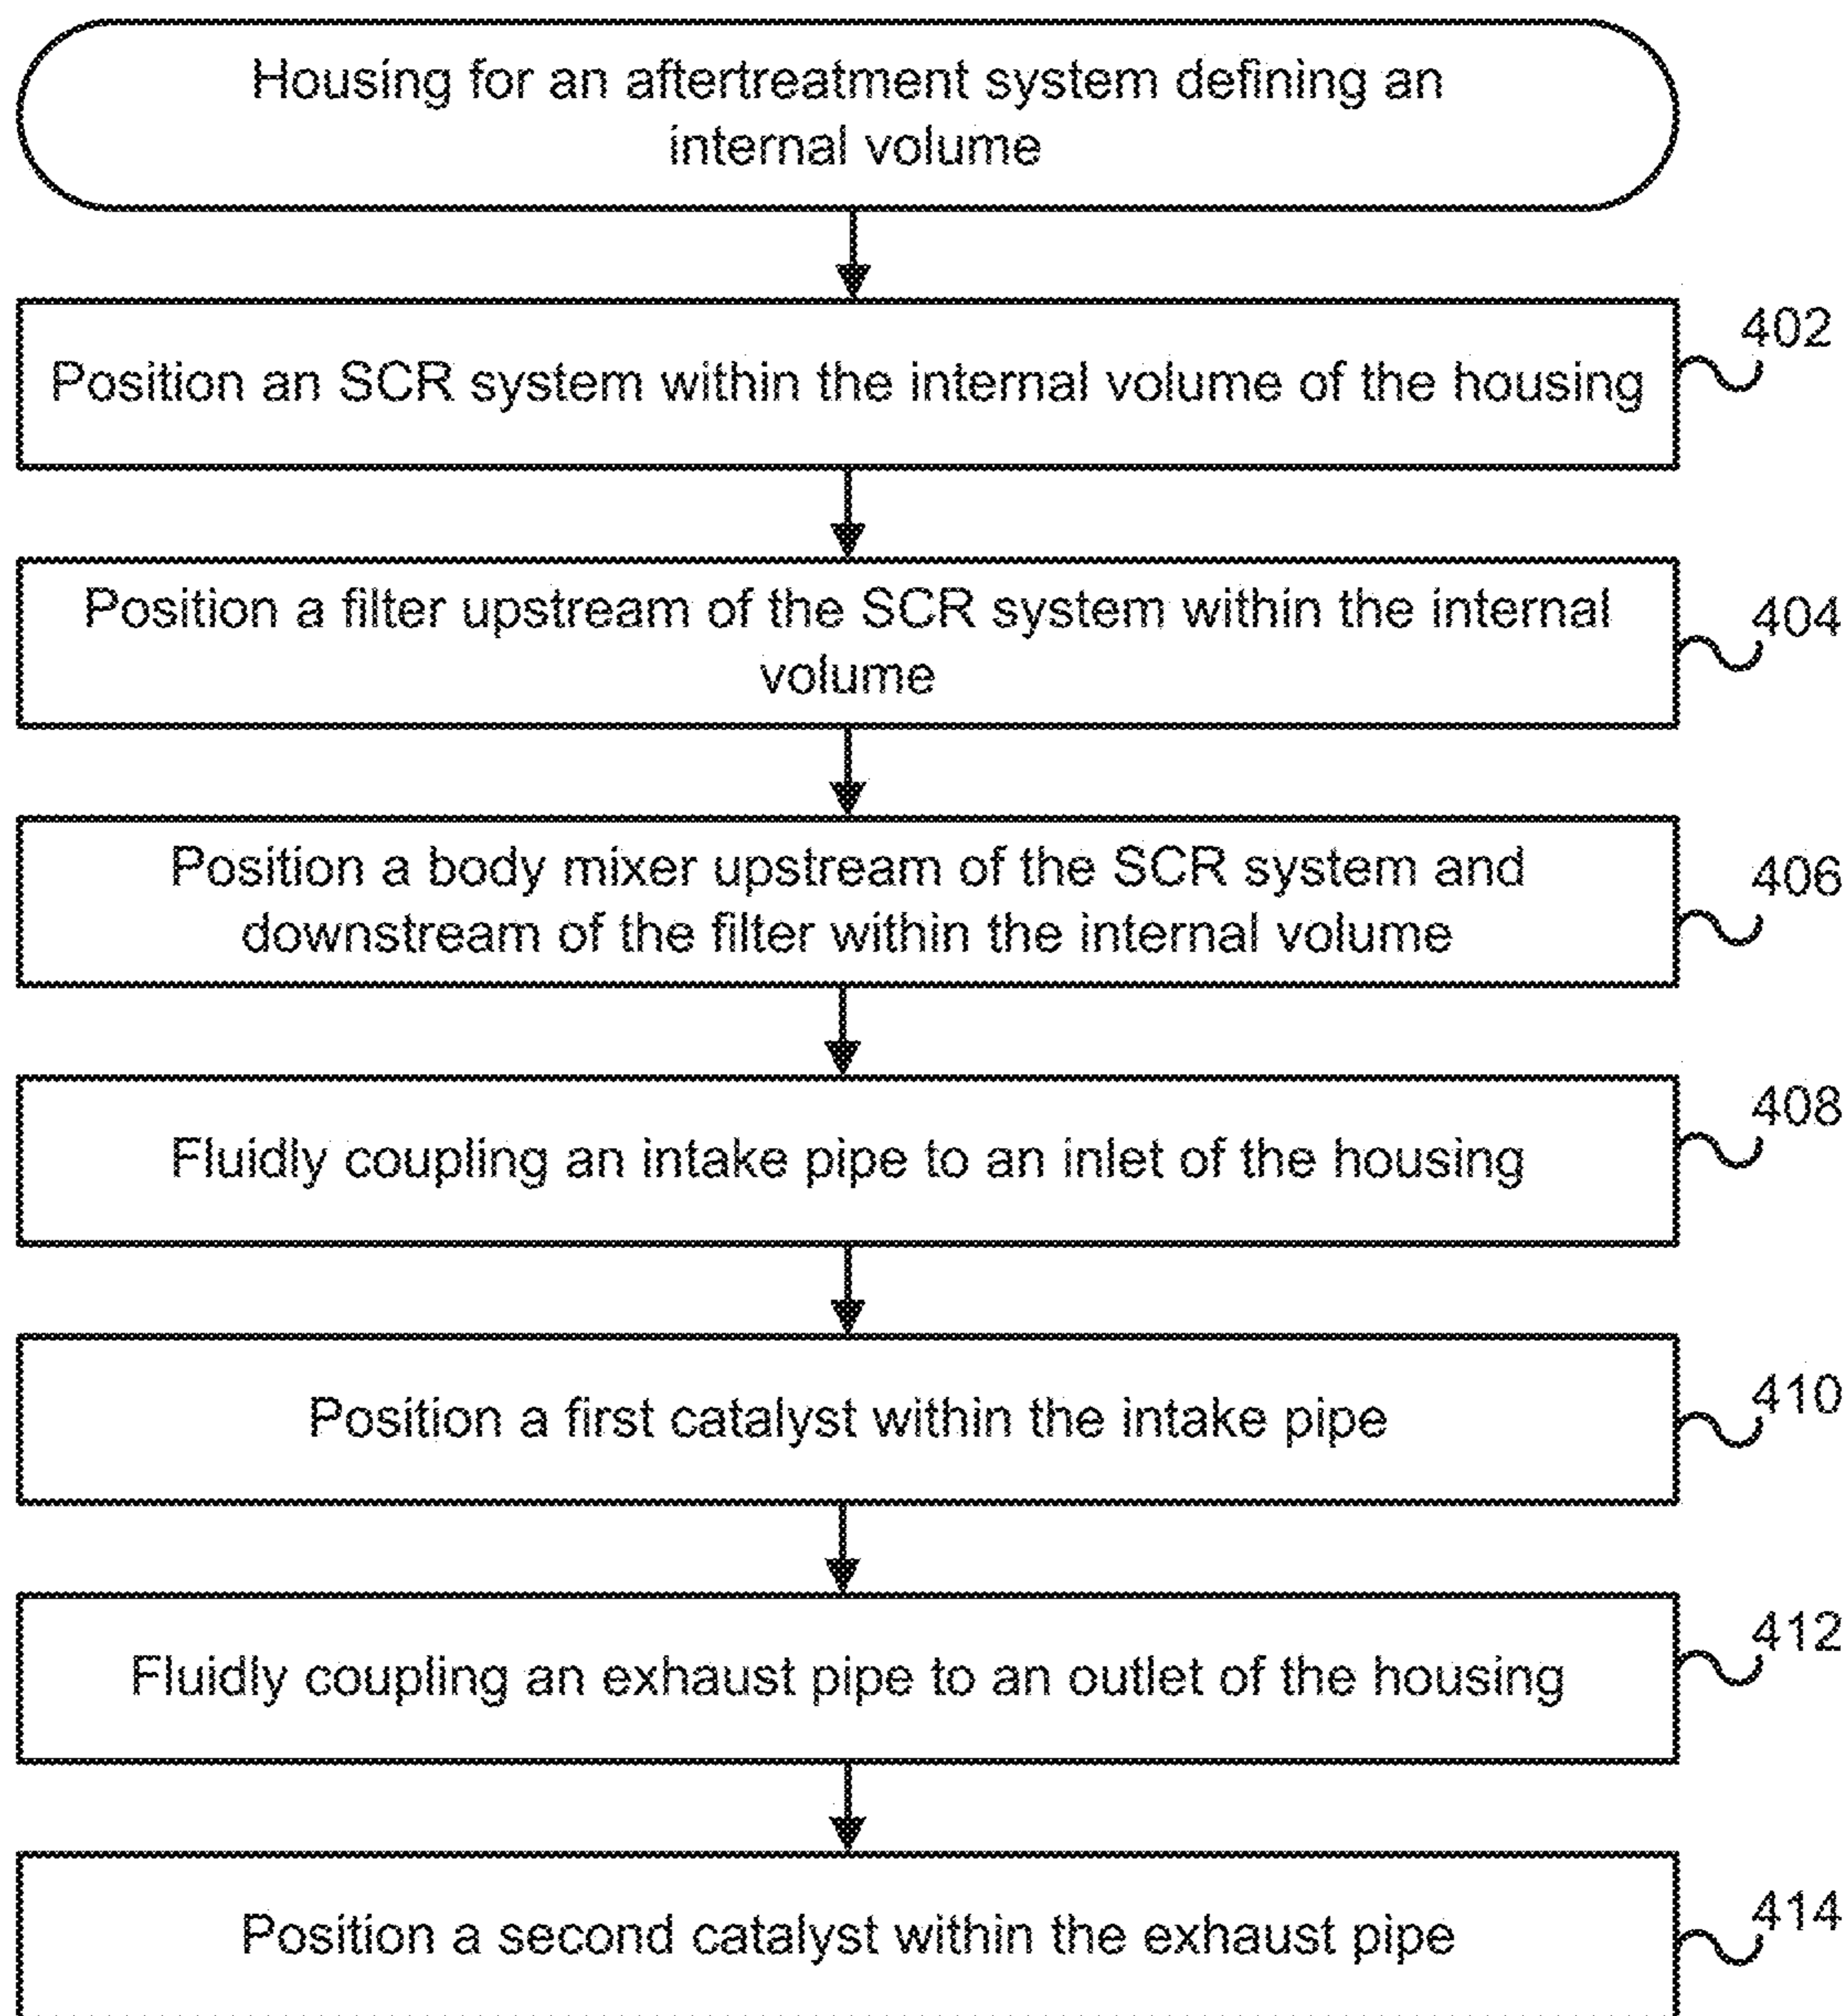 Housing for an aftertreatment system defining an
internal volume
Position an SCR system within the internal volume of the housing
402
Position a filter upstream of the SCR system within the internal
volume
404
Position a body mixer upstream of the SCR system and
downstream of the filter within the internal volume
406
Fluidly coupling an intake pipe to an inlet of the housing
408
Position a first catalyst within the intake pipe
410
Fluidly coupling an exhaust pipe to an outlet of the housing
412
Position a second catalyst within the exhaust pipe
414